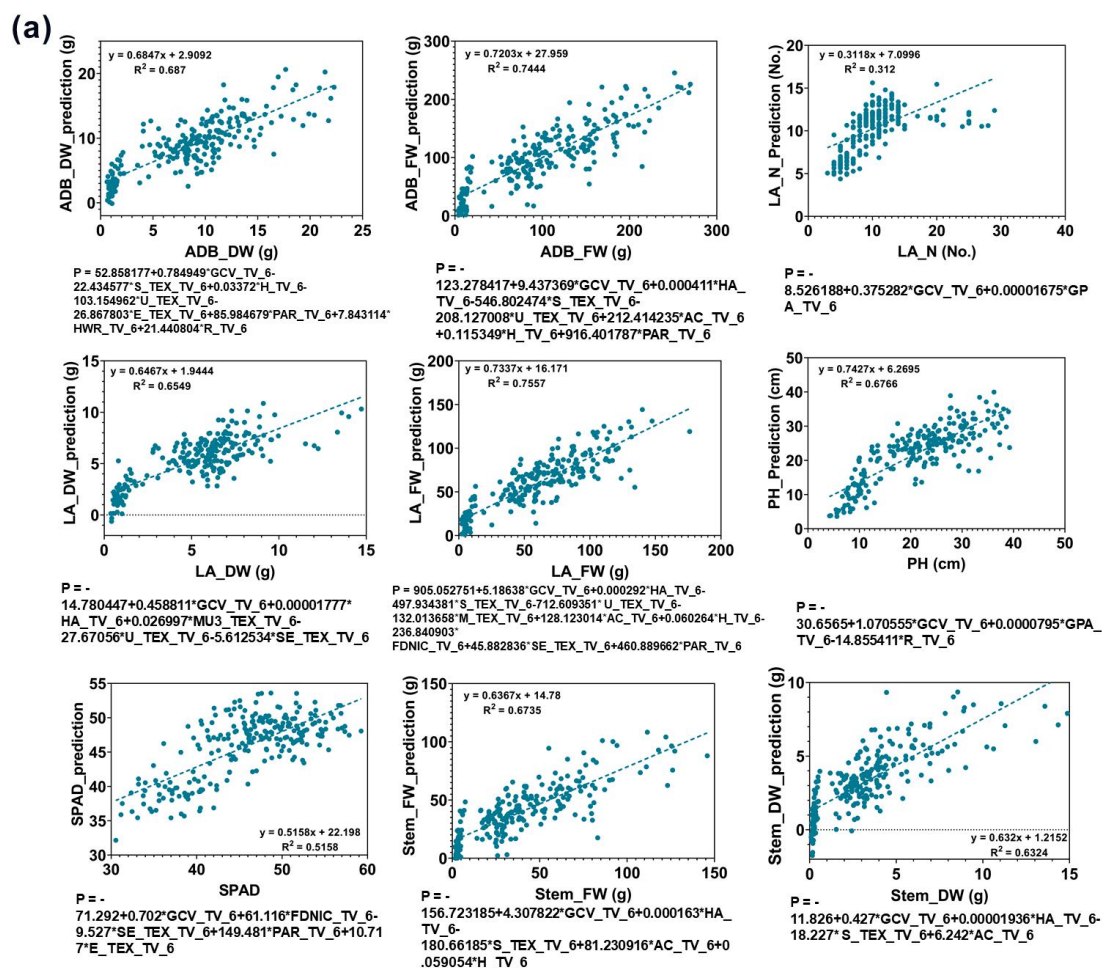 (a)
y = 0.6847x + 2.9092
R² = 0.687
ADB_DW_prediction (g)
20
10
0
0 5 10 15 20 25
ADB_DW (g)
P = 52.858177+0.784949*GCV_TV_6-
22.434577*S_TEX_TV_6+0.03372*H_TV_6-
103.154962*U_TEX_TV_6-
26.867803*E_TEX_TV_6+85.984679*PAR_TV_6+7.843114*
HWR_TV_6+21.440804*R_TV_6
y = 0.7203x + 27.959
R² = 0.7444
ADB_FW_prediction (g)
300
200
100
0
0 100 200 300
ADB_FW (g)
P = -
123.278417+9.437369*GCV_TV_6+0.000411*HA_
TV_6-546.802474*S_TEX_TV_6-
208.127008*U_TEX_TV_6+212.414235*AC_TV_6
+0.115349*H_TV_6+916.401787*PAR_TV_6
y = 0.3118x + 7.0996
R² = 0.312
LA_N_Prediction (No.)
20
15
10
5
0
0 10 20 30 40
LA_N (No.)
P = -
8.526188+0.375282*GCV_TV_6+0.00001675*GP
A_TV_6
y = 0.6467x + 1.9444
R² = 0.6549
LA_DW_prediction (g)
15
10
5
0
0 5 10 15
LA_DW (g)
P = -
14.780447+0.458811*GCV_TV_6+0.00001777*
HA_TV_6+0.026997*MU3_TEX_TV_6-
27.67056*U_TEX_TV_6-5.612534*SE_TEX_TV_6
y = 0.7337x + 16.171
R² = 0.7557
LA_FW_prediction (g)
200
150
100
50
0
0 50 100 150 200
LA_FW (g)
P = 905.052751+5.18638*GCV_TV_6+0.000292*HA_TV_6-
497.934381*S_TEX_TV_6-712.609351* U_TEX_TV_6-
132.013658*M_TEX_TV_6+128.123014*AC_TV_6+0.060264*H_TV_6-
236.840903*
FDNIC_TV_6+45.882836*SE_TEX_TV_6+460.889662*PAR_TV_6
y = 0.7427x + 6.2695
R² = 0.6766
PH_Prediction (cm)
50
40
30
20
10
0
0 10 20 30 40 50
PH (cm)
P = -
30.6565+1.070555*GCV_TV_6+0.0000795*GPA_
TV_6-14.855411*R_TV_6
SPAD_prediction
55
50
45
40
35
30
y = 0.5158x + 22.198
R² = 0.5158
30 40 50 60
SPAD
P = -
71.292+0.702*GCV_TV_6+61.116*FDNIC_TV_6-
9.527*SE_TEX_TV_6+149.481*PAR_TV_6+10.71
7*E_TEX_TV_6
y = 0.6367x + 14.78
R² = 0.6735
Stem_FW_prediction (g)
150
100
50
0
0 50 100 150
Stem_FW (g)
P = -
156.723185+4.307822*GCV_TV_6+0.000163*HA_
TV_6-
180.66185*S_TEX_TV_6+81.230916*AC_TV_6+0
.059054*H_TV_6
Stem_DW_prediction (g)
10
5
0
y = 0.632x + 1.2152
R² = 0.6324
0 5 10 15
Stem_DW (g)
P = -
11.826+0.427*GCV_TV_6+0.00001936*HA_TV_6-
18.227* S_TEX_TV_6+6.242*AC_TV_6